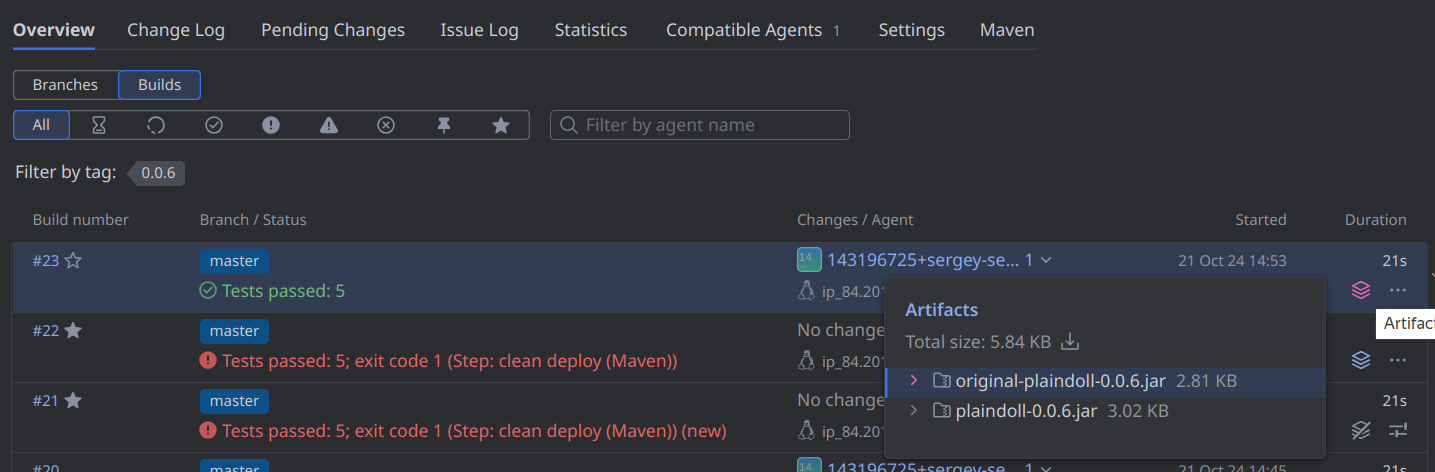 Overview Change Log Pending Changes Issue Log Statistics Compatible Agents 1 Settings Maven
Branches Builds
All Filter by agent name
Filter by tag: 0.0.6
Build number Branch / Status Changes / Agent Started Duration
#23 master 143196725+sergey-se... 1 21 Oct 24 14:53 21s
Tests passed: 5 ip_84.201
Artifacts
Total size: 5.84 KB
original-plaindoll-0.0.6.jar 2.81 KB
plaindoll-0.0.6.jar 3.02 KB
Artifact
#22 master No change
Tests passed: 5; exit code 1 (Step: clean deploy (Maven)) ip_84.201
#21 master No change 21s
Tests passed: 5; exit code 1 (Step: clean deploy (Maven)) (new) ip_84.201
#20 master 143196725+sergey-se... 1 21 Oct 24 14:45 21s